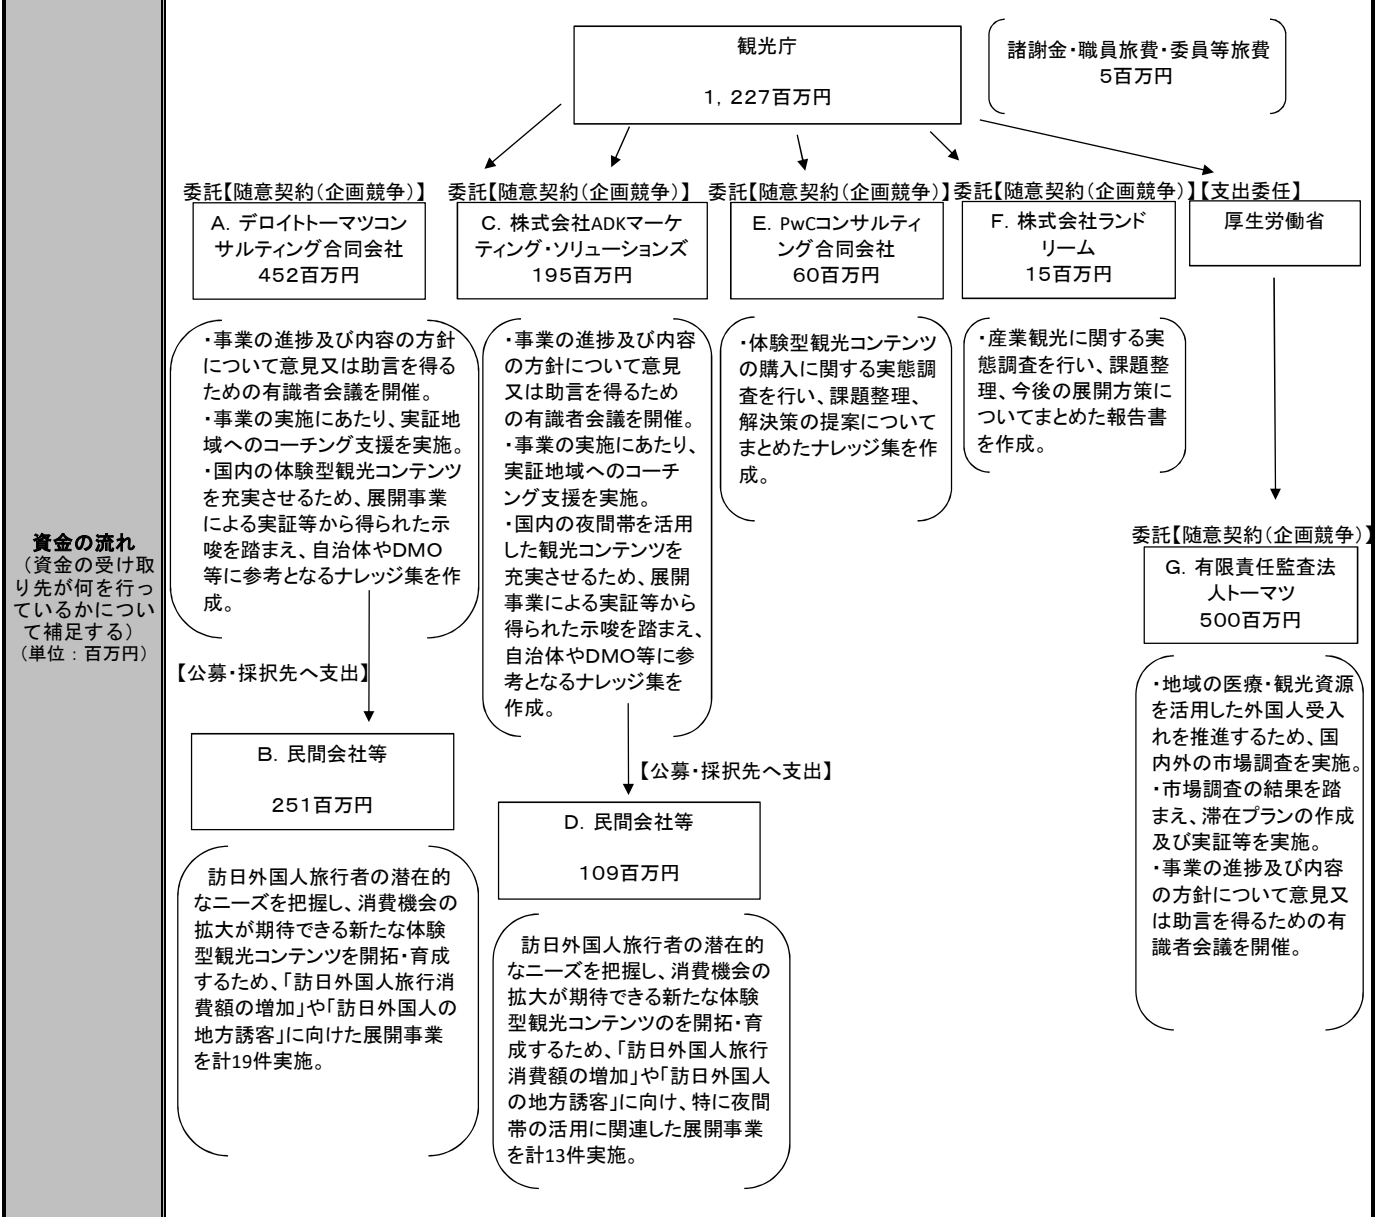 資金の流れ
（資金の受け取
り先が何を行っ
ているかについ
て補足する）
（単位：百万円）
観光庁
1，227百万円
諸謝金・職員旅費・委員等旅費
5百万円
委託【随意契約（企画競争）】
A．デロイトトーマツコン
サルティング合同会社
452百万円
・事業の進捗及び内容の方針
について意見又は助言を得る
ための有識者会議を開催。
・事業の実施にあたり、実証地
域へのコーチング支援を実施。
・国内の体験型観光コンテンツ
を充実させるため、展開事業
による実証等から得られた示
唆を踏まえ、自治体やDMO
等に参考となるナレッジ集を作
成。
【公募・採択先へ支出】
B．民間会社等
251百万円
訪日外国人旅行者の潜在的
なニーズを把握し、消費機会の
拡大が期待できる新たな体験
型観光コンテンツを開拓・育成
するため、「訪日外国人旅行消
費額の増加」や「訪日外国人の
地方誘客」に向けた展開事業
を計19件実施。
委託【随意契約（企画競争）】
C．株式会社ADKマーケ
ティング・ソリューションズ
195百万円
・事業の進捗及び内容
の方針について意見
又は助言を得るため
の有識者会議を開催。
・事業の実施にあたり、
実証地域へのコーチ
ング支援を実施。
・国内の夜間帯を活用
した観光コンテンツを
充実させるため、展開
事業による実証等から
得られた示唆を踏まえ、
自治体やDMO等に参
考となるナレッジ集を
作成。
【公募・採択先へ支出】
D．民間会社等
109百万円
訪日外国人旅行者の潜在的
なニーズを把握し、消費機会の
拡大が期待できる新たな体験
型観光コンテンツのを開拓・育
成するため、「訪日外国人旅行
消費額の増加」や「訪日外国人
の地方誘客」に向け、特に夜間
帯の活用に関連した展開事業
を計13件実施。
委託【随意契約（企画競争）】
E．PwCコンサルティ
ング合同会社
60百万円
・体験型観光コンテンツ
の購入に関する実態調
査を行い、課題整理、
解決策の提案について
まとめたナレッジ集を作
成。
委託【随意契約（企画競争）】
F．株式会社ランド
リーム
15百万円
・産業観光に関する実
態調査を行い、課題整
理、今後の展開方策に
ついてまとめた報告書
を作成。
【支出委任】
厚生労働省
委託【随意契約（企画競争）】
G．有限責任監査法
人トーマツ
500百万円
・地域の医療・観光資源
を活用した外国人受入
れを推進するため、国
内外の市場調査を実施。
・市場調査の結果を踏
まえ、滞在プランの作成
及び実証等を実施。
・事業の進捗及び内容
の方針について意見又
は助言を得るための有
識者会議を開催。